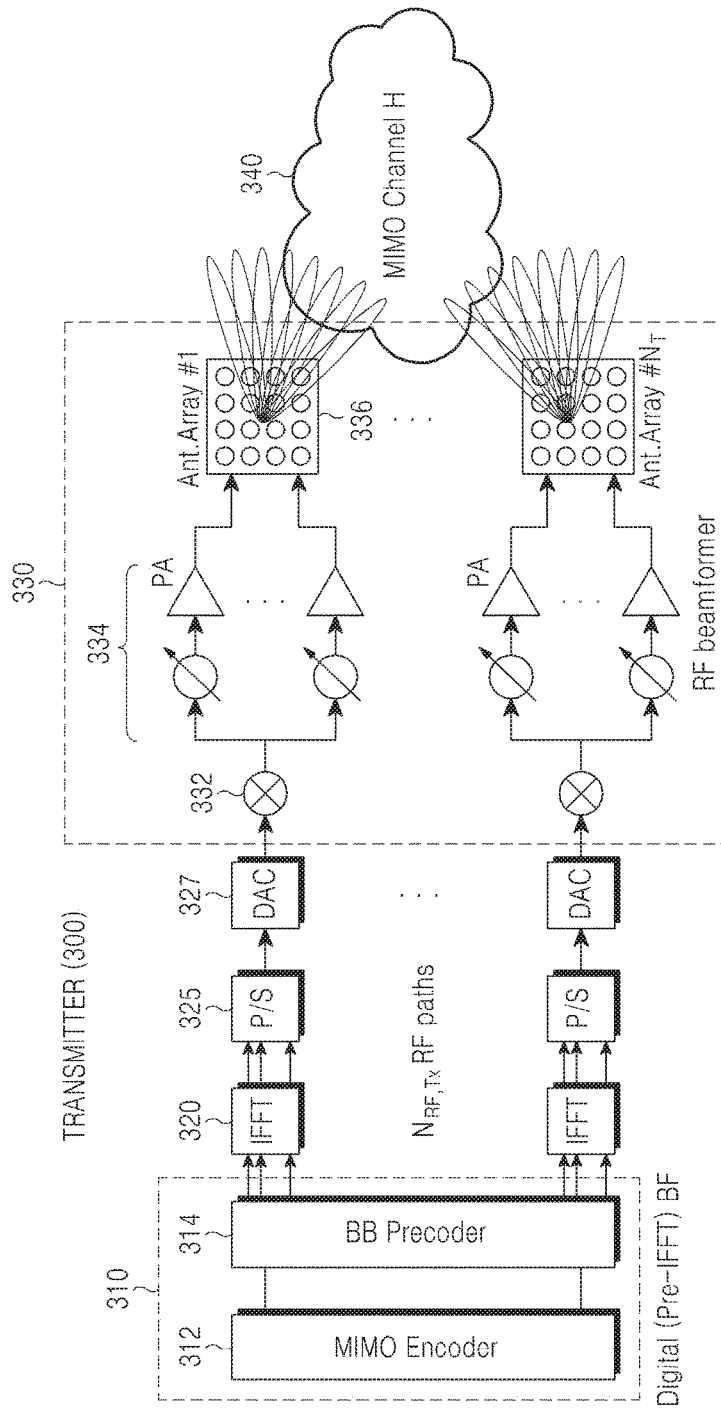 TRANSMITTER (300)
310
312
MIMO Encoder
314
BB Precoder
Digital (Pre-IFFT) BF
320
IFFT
325
P/S
327
DAC
N_RF,Tx RF paths
. . .
IFFT
P/S
DAC
330
332
334
PA
. . .
Ant.Array #1
336
. . .
PA
. . .
Ant.Array #N_T
RF beamformer
340
MIMO Channel H